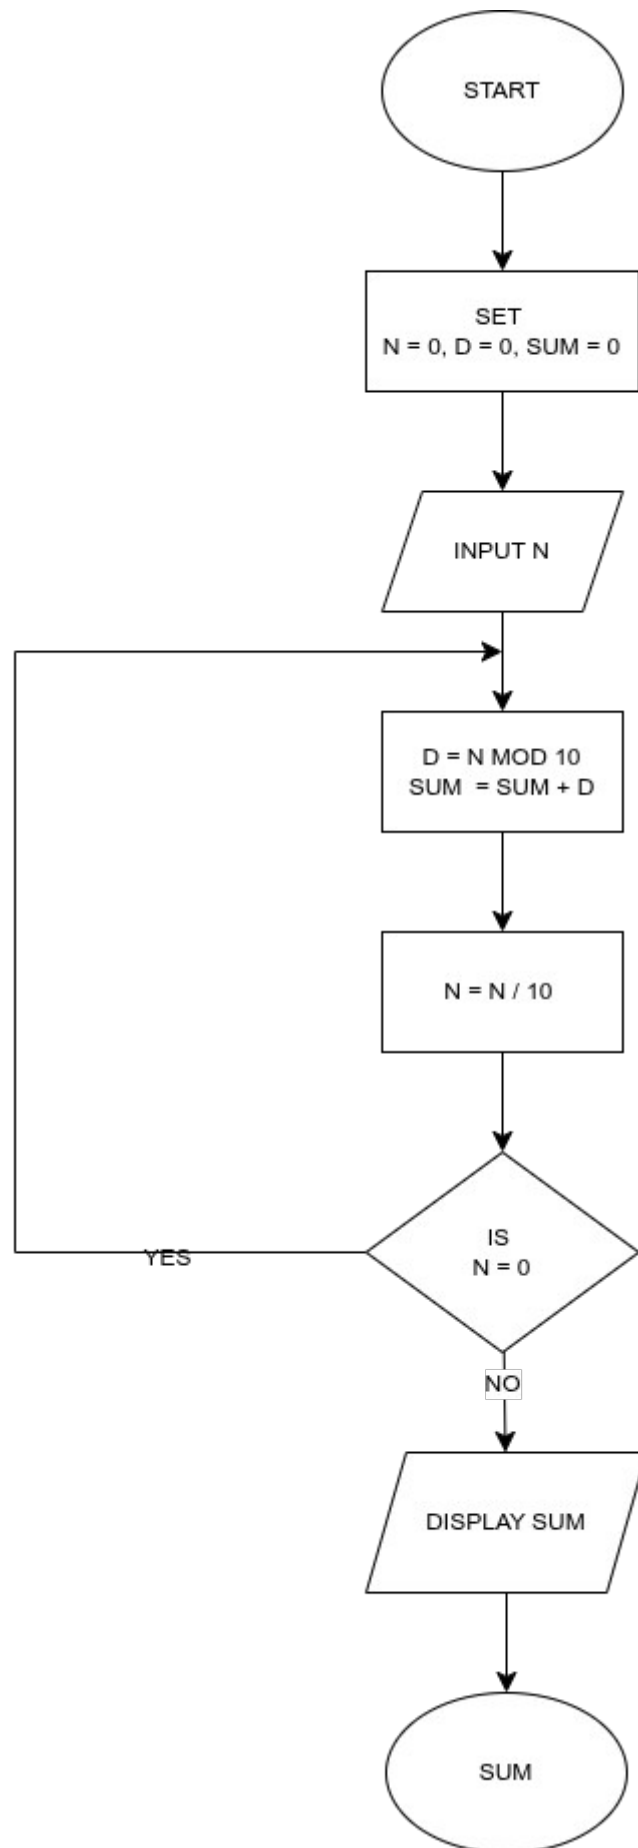 START
SET
N = 0, D = 0, SUM = 0
INPUT N
D = N MOD 10
SUM = SUM + D
N = N / 10
IS
N = 0
YES
NO
DISPLAY SUM
SUM